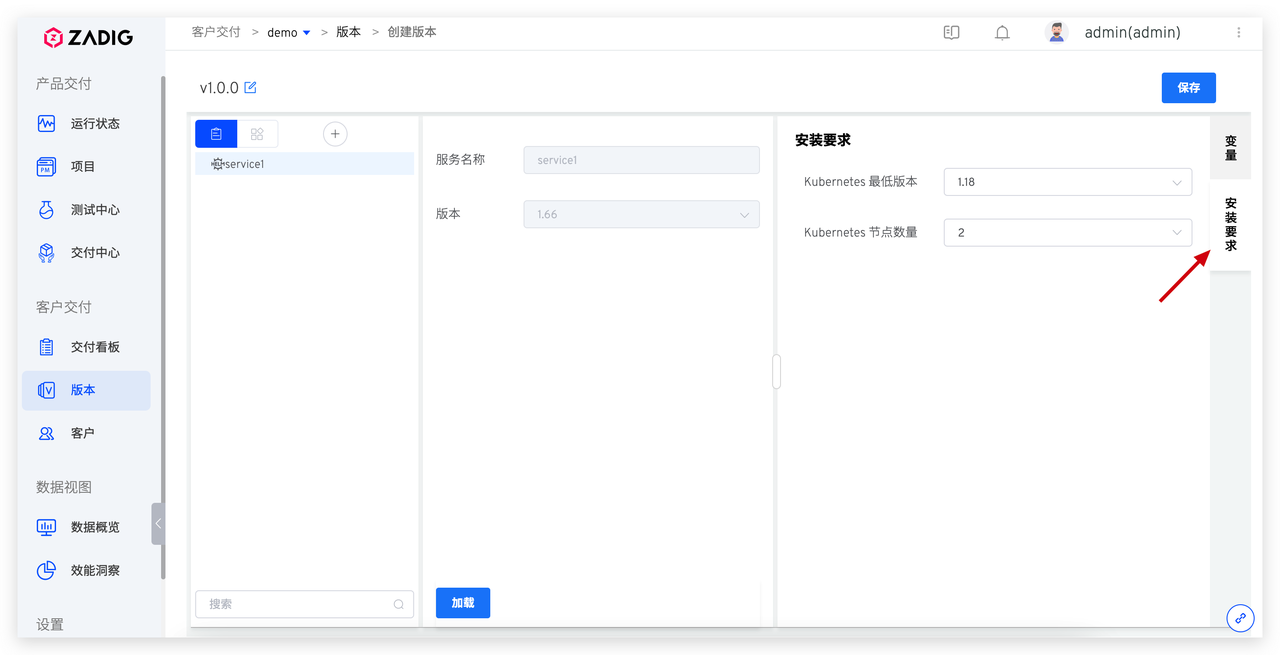 ZADIG
客户交付 > demo > 版本 > 创建版本
admin(admin)
产品交付
运行状态
项目
测试中心
交付中心
客户交付
交付看板
版本
客户
数据视图
数据概览
效能洞察
设置
v1.0.0
保存
service1
搜索
服务名称
service1
版本
1.66
加载
安装要求
Kubernetes 最低版本
1.18
Kubernetes 节点数量
2
变量
安装要求